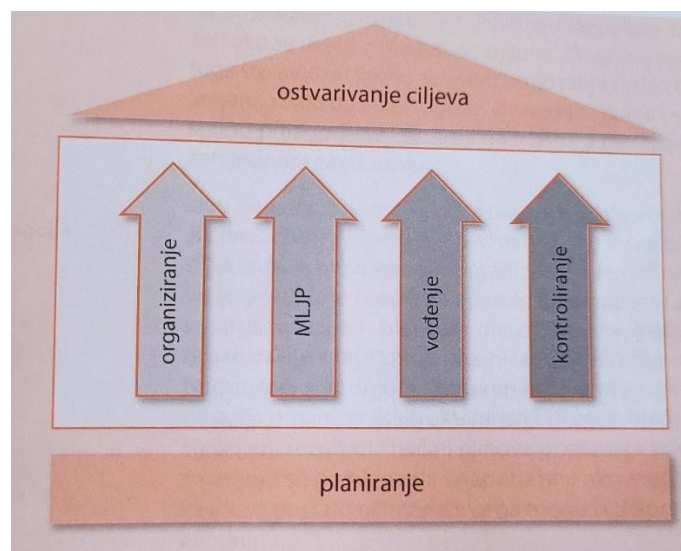 ostvarivanje ciljeva
organiziranje
MLJP
vođenje
kontroliranje
planiranje